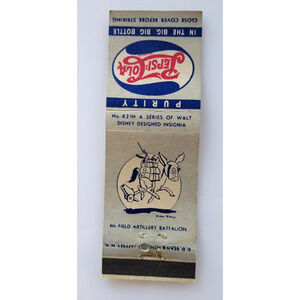 CLOSE COVER BEFORE STRIKING
IN THE BIG, BIG BOTTLE
PEPSI-COLA
PURITY
No. 42 IN A SERIES OF WALT
DISNEY DESIGNED INSIGNIA
FIELD ARTILLERY BATTALION